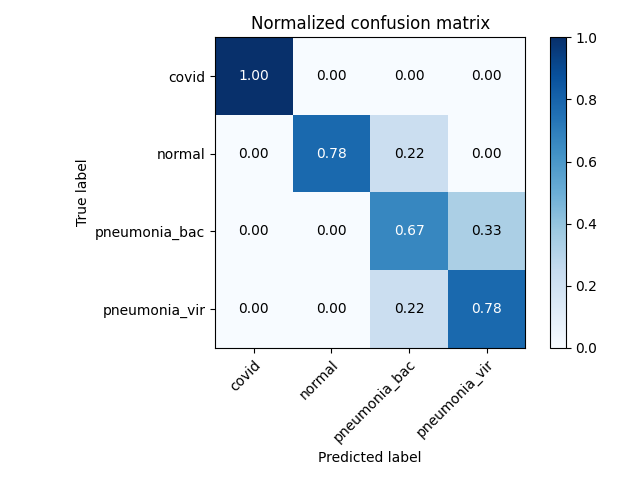 Normalized confusion matrix
True label
covid 1.00 0.00 0.00 0.00
normal 0.00 0.78 0.22 0.00
pneumonia_bac 0.00 0.00 0.67 0.33
pneumonia_vir 0.00 0.00 0.22 0.78
covid normal pneumonia_bac pneumonia_vir
Predicted label
1.0
0.8
0.6
0.4
0.2
0.0